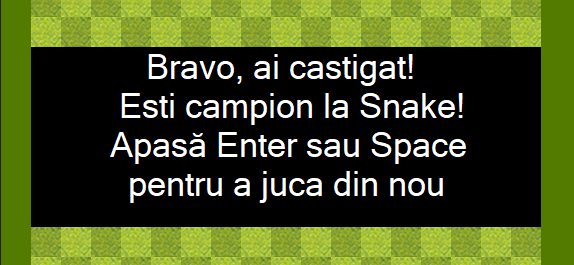 Bravo, ai castigat!
Esti campion la Snake!
Apasă Enter sau Space
pentru a juca din nou